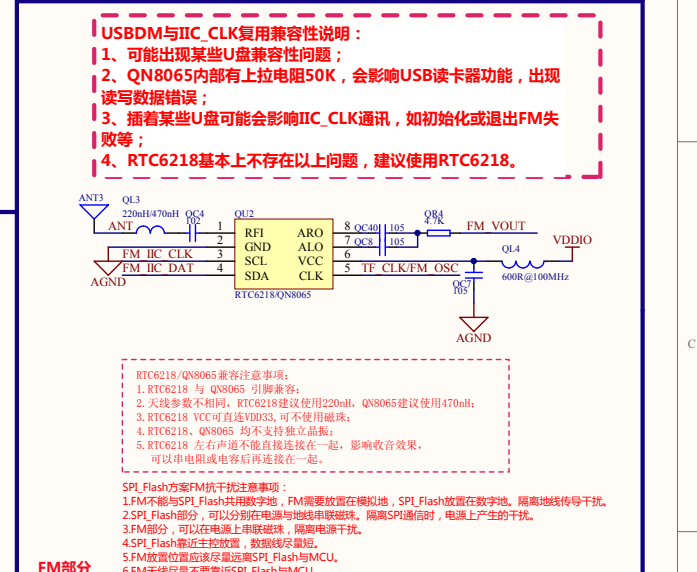 USBDM与IIC_CLK复用兼容性说明：
1、可能出现某些U盘兼容性问题；
2、QN8065内部有上拉电阻50K，会影响USB读卡器功能，出现
读写数据错误；
3、插着某些U盘可能会影响IIC_CLK通讯，如初始化或退出FM失
败等；
4、RTC6218基本上不存在以上问题，建议使用RTC6218。
ANT3
QL3
220nH/470nH
QC4
102
QU2
ANT
1
RFI
ARO
8
QC40
105
QR4
4.7K
FM_VOUT
2
GND
ALO
7
QC8
105
FM_IIC_CLK
3
SCL
VCC
6
QL4
VDDIO
FM_IIC_DAT
4
SDA
CLK
5
TF_CLK/FM_OSC
600R@100MHz
AGND
RTC6218/QN8065
QC7
105
AGND
C
RTC6218/QN8065兼容注意事项：
1.RTC6218 与 QN8065 引脚兼容；
2.天线参数不相同，RTC6218建议使用220nH，QN8065建议使用470nH；
3.RTC6218 VCC可直连VDD33,可不使用磁珠；
4.RTC6218、QN8065 均不支持独立晶振；
5.RTC6218 左右声道不能直接连接在一起，影响收音效果，
可以串电阻或电容后再连接在一起。
SPI_Flash方案FM抗干扰注意事项：
1.FM不能与SPI_Flash共用数字地，FM需要放置在模拟地，SPI_Flash放置在数字地。隔离地线传导干扰。
2.SPI_Flash部分，可以分别在电源与地线串联磁珠。隔离SPI通信时，电源上产生的干扰。
3.FM部分，可以在电源上串联磁珠，隔离电源干扰。
4.SPI_Flash靠近主控放置，数据线尽量短。
5.FM放置位置应该尽量远离SPI_Flash与MCU。
FM部分
6.FM天线尽量不要靠近SPI_Flash与MCU